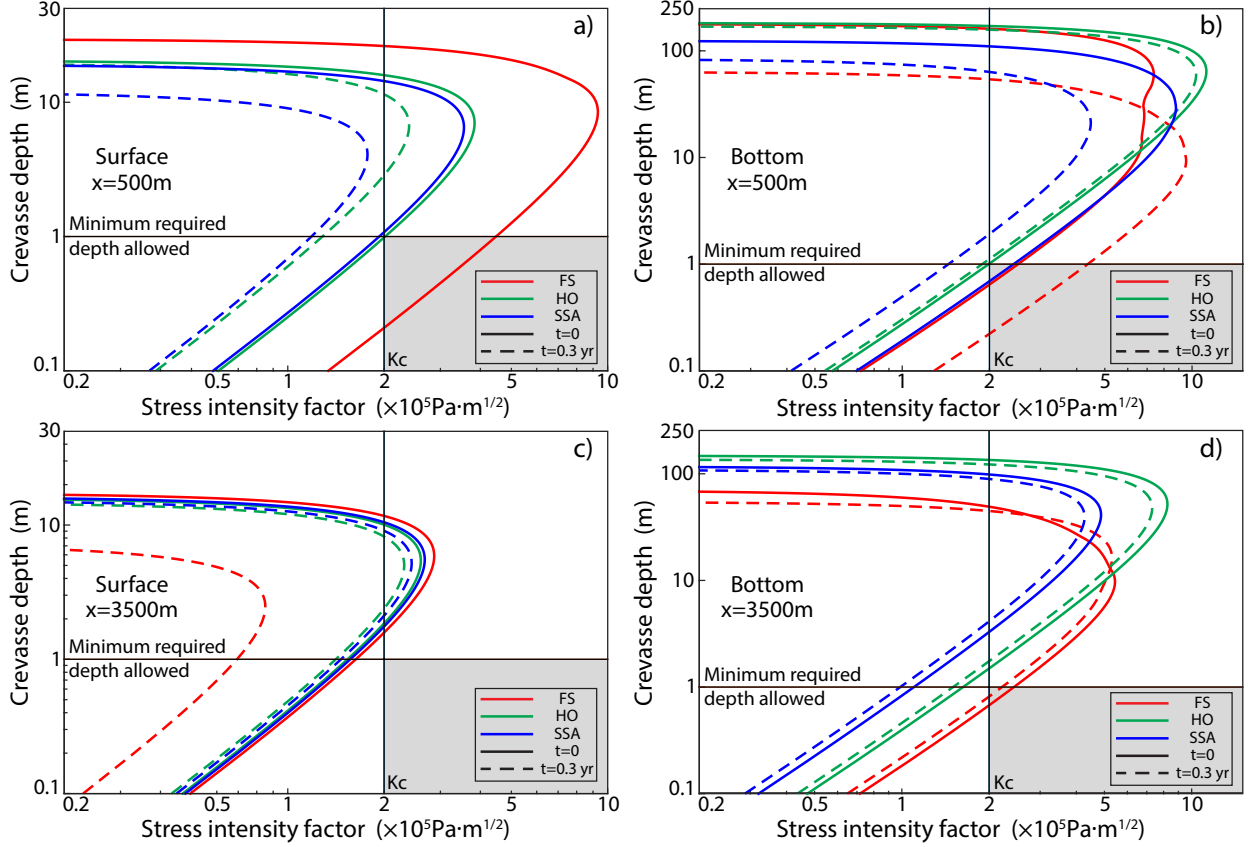 a)
30
10
1
0.1
Crevasse depth (m)
Surface
x=500m
Minimum required
depth allowed
FS
HO
SSA
t=0
t=0.3 yr
Kc
0.2
0.5
1
2
5
10
Stress intensity factor (×10⁵Pa·m¹/²)
b)
250
100
10
1
0.1
Crevasse depth (m)
Bottom
x=500m
Minimum required
depth allowed
FS
HO
SSA
t=0
t=0.3 yr
Kc
0.2
0.5
1
2
5
10
Stress intensity factor (×10⁵Pa·m¹/²)
c)
30
10
1
0.1
Crevasse depth (m)
Surface
x=3500m
Minimum required
depth allowed
FS
HO
SSA
t=0
t=0.3 yr
Kc
0.2
0.5
1
2
5
10
Stress intensity factor (×10⁵Pa·m¹/²)
d)
250
100
10
1
0.1
Crevasse depth (m)
Bottom
x=3500m
Minimum required
depth allowed
FS
HO
SSA
t=0
t=0.3 yr
Kc
0.2
0.5
1
2
5
10
Stress intensity factor (×10⁵Pa·m¹/²)